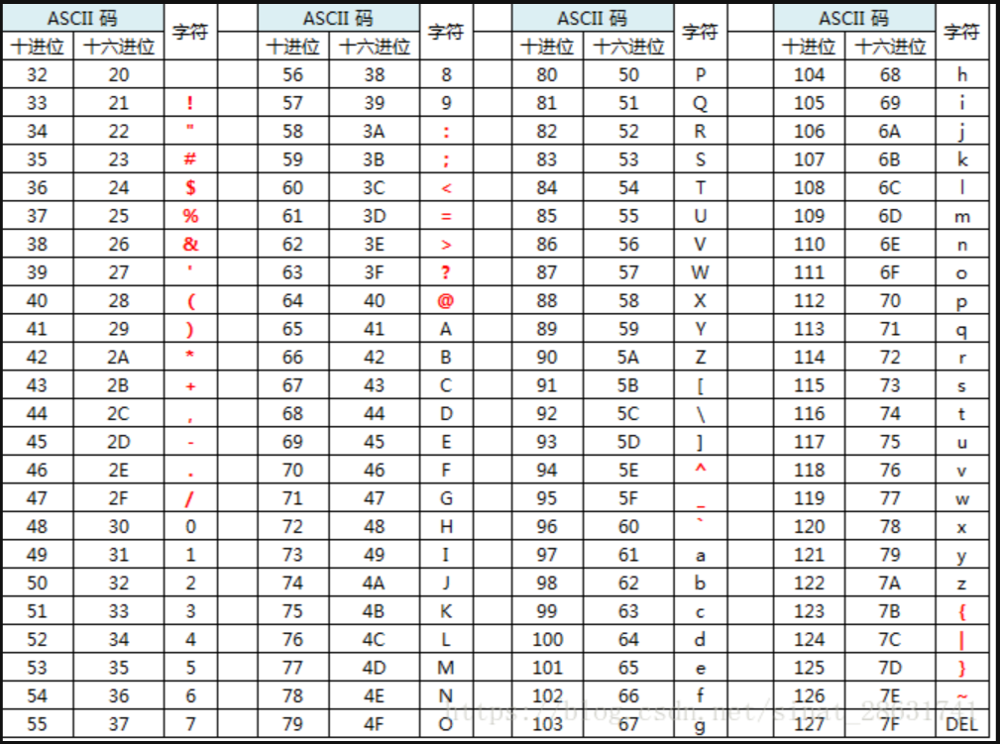 ASCII 码 字符 ASCII 码 字符 ASCII 码 字符 ASCII 码 字符
十进位 十六进位 十进位 十六进位 十进位 十六进位 十进位 十六进位
32 20 56 38 8 80 50 P 104 68 h
33 21 ! 57 39 9 81 51 Q 105 69 i
34 22 " 58 3A : 82 52 R 106 6A j
35 23 # 59 3B ; 83 53 S 107 6B k
36 24 $ 60 3C < 84 54 T 108 6C l
37 25 % 61 3D = 85 55 U 109 6D m
38 26 & 62 3E > 86 56 V 110 6E n
39 27 ' 63 3F ? 87 57 W 111 6F o
40 28 ( 64 40 @ 88 58 X 112 70 p
41 29 ) 65 41 A 89 59 Y 113 71 q
42 2A * 66 42 B 90 5A Z 114 72 r
43 2B + 67 43 C 91 5B [ 115 73 s
44 2C , 68 44 D 92 5C \ 116 74 t
45 2D - 69 45 E 93 5D ] 117 75 u
46 2E . 70 46 F 94 5E ^ 118 76 v
47 2F / 71 47 G 95 5F _ 119 77 w
48 30 0 72 48 H 96 60 ` 120 78 x
49 31 1 73 49 I 97 61 a 121 79 y
50 32 2 74 4A J 98 62 b 122 7A z
51 33 3 75 4B K 99 63 c 123 7B {
52 34 4 76 4C L 100 64 d 124 7C |
53 35 5 77 4D M 101 65 e 125 7D }
54 36 6 78 4E N 102 66 f 126 7E ~
55 37 7 79 4F O 103 67 g 127 7F DEL